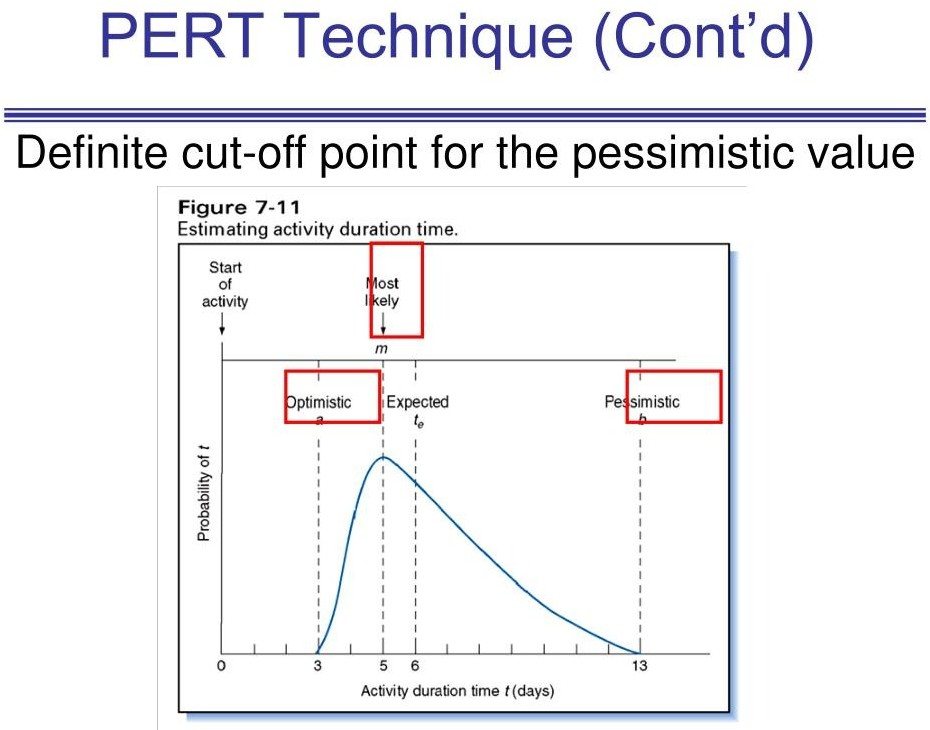 PERT Technique (Cont’d)
Definite cut-off point for the pessimistic value
Figure 7-11
Estimating activity duration time.
Start
of
activity
Most
likely
m
Optimistic
a
Expected
te
Pessimistic
b
Probability of t
0 3 5 6 13
Activity duration time t (days)